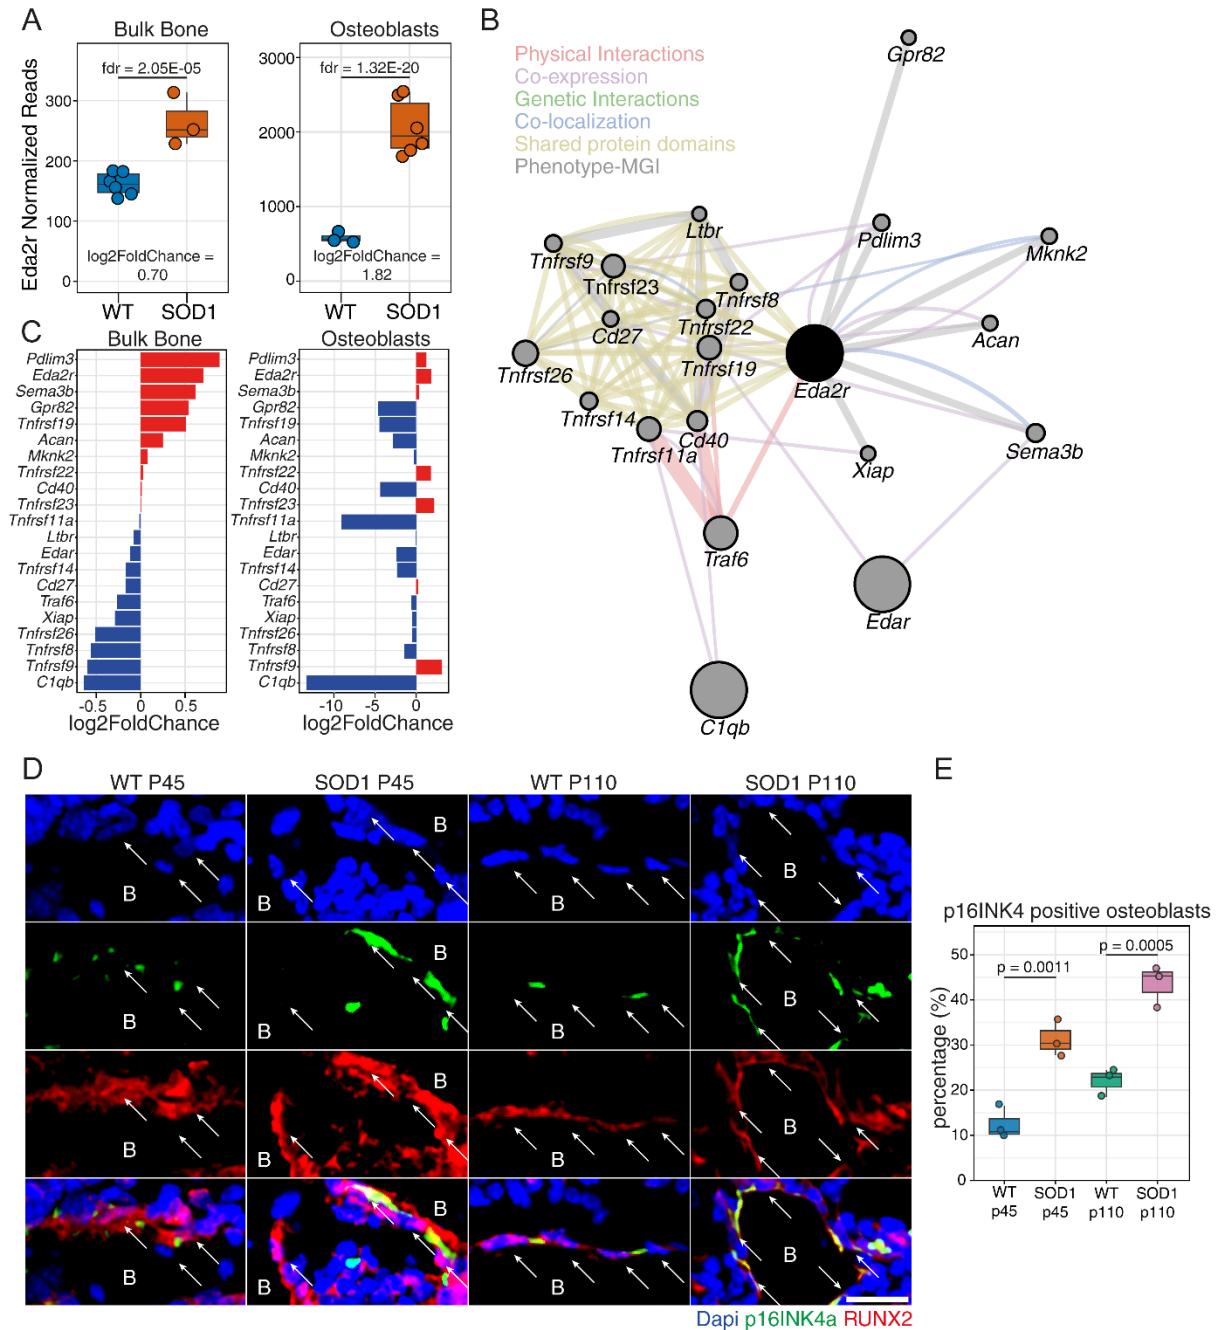 A
Bulk Bone
Osteoblasts
Eda2r Normalized Reads
300
200
100
0
fdr = 2.05E-05
log2FoldChance =
0.70
WT
SOD1
3000
2000
1000
0
fdr = 1.32E-20
log2FoldChance =
1.82
WT
SOD1
B
Physical Interactions
Co-expression
Genetic Interactions
Co-localization
Shared protein domains
Phenotype-MGI
Gpr82
Ltbr
Pdlim3
Mknk2
Tnfrsf9
Tnfrsf23
Tnfrsf8
Cd27
Tnfrsf22
Acan
Tnfrsf26
Tnfrsf19
Eda2r
Tnfrsf14
Cd40
Tnfrsf11a
Xiap
Sema3b
Traf6
Edar
C1qb
C
Bulk Bone
Pdlim3
Eda2r
Sema3b
Gpr82
Tnfrsf19
Acan
Mknk2
Tnfrsf22
Cd40
Tnfrsf23
Tnfrsf11a
Ltbr
Edar
Tnfrsf14
Cd27
Traf6
Xiap
Tnfrsf26
Tnfrsf8
Tnfrsf9
C1qb
-0.5 0 0.5
log2FoldChance
Osteoblasts
Pdlim3
Eda2r
Sema3b
Gpr82
Tnfrsf19
Acan
Mknk2
Tnfrsf22
Cd40
Tnfrsf23
Tnfrsf11a
Ltbr
Edar
Tnfrsf14
Cd27
Traf6
Xiap
Tnfrsf26
Tnfrsf8
Tnfrsf9
C1qb
-10 -5 0
log2FoldChance
D
WT P45
SOD1 P45
WT P110
SOD1 P110
B B B B B
B B B B B
B B B B B
B B B B B
Dapi p16INK4a RUNX2
E
p16INK4 positive osteoblasts
percentage (%)
50
40
30
20
10
0
p = 0.0011
p = 0.0005
WT
p45
SOD1
p45
WT
p110
SOD1
p110